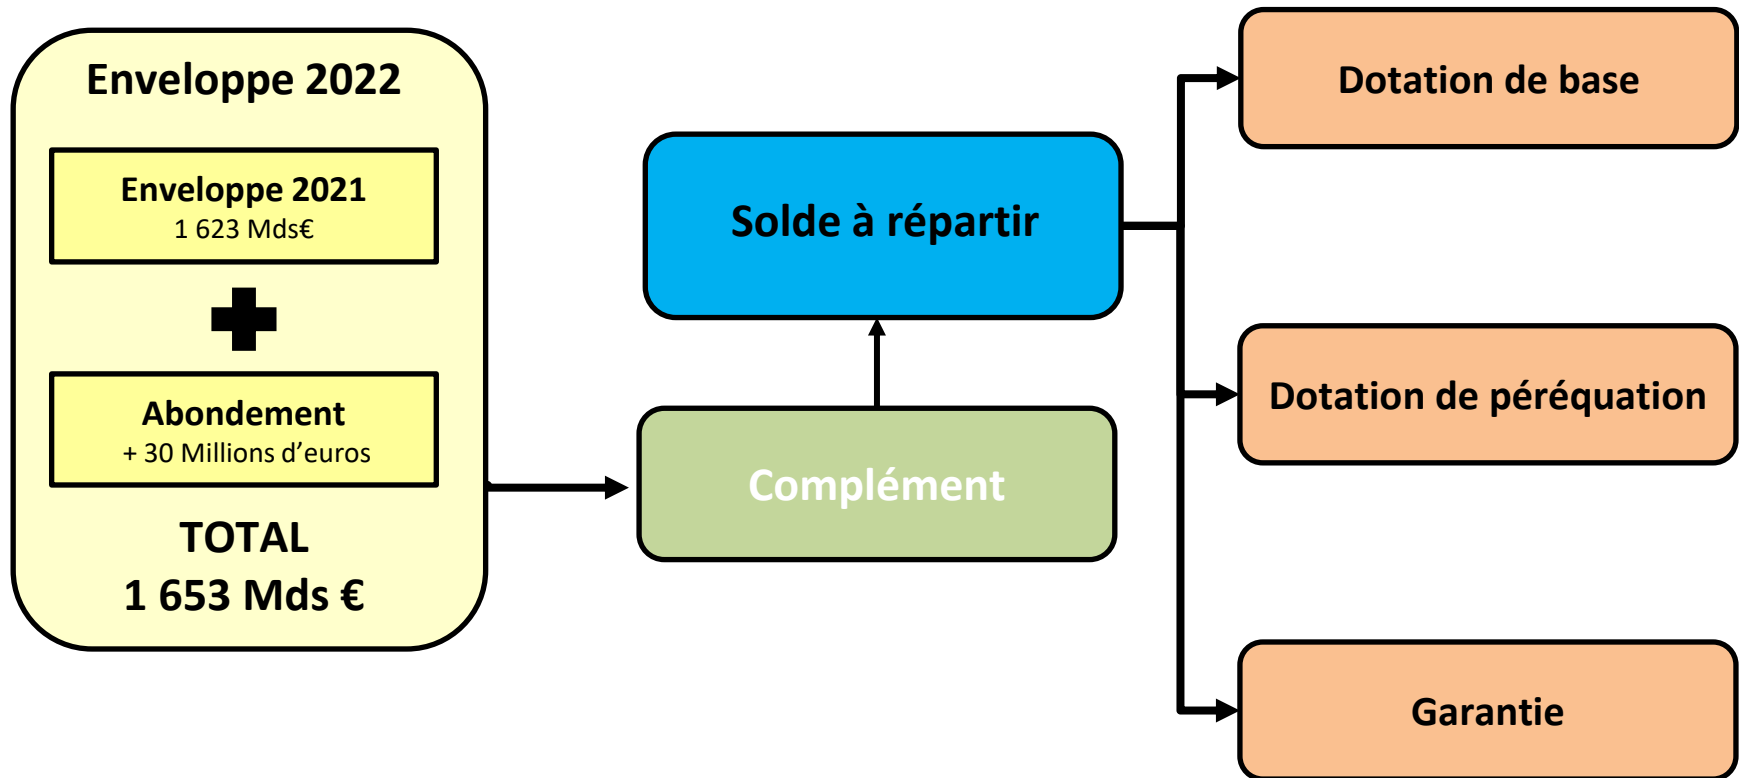 Enveloppe 2022
Enveloppe 2021
1 623 Mds€
Abondement
+ 30 Millions d’euros
TOTAL
1 653 Mds €
Solde à répartir
Complément
Dotation de base
Dotation de péréquation
Garantie